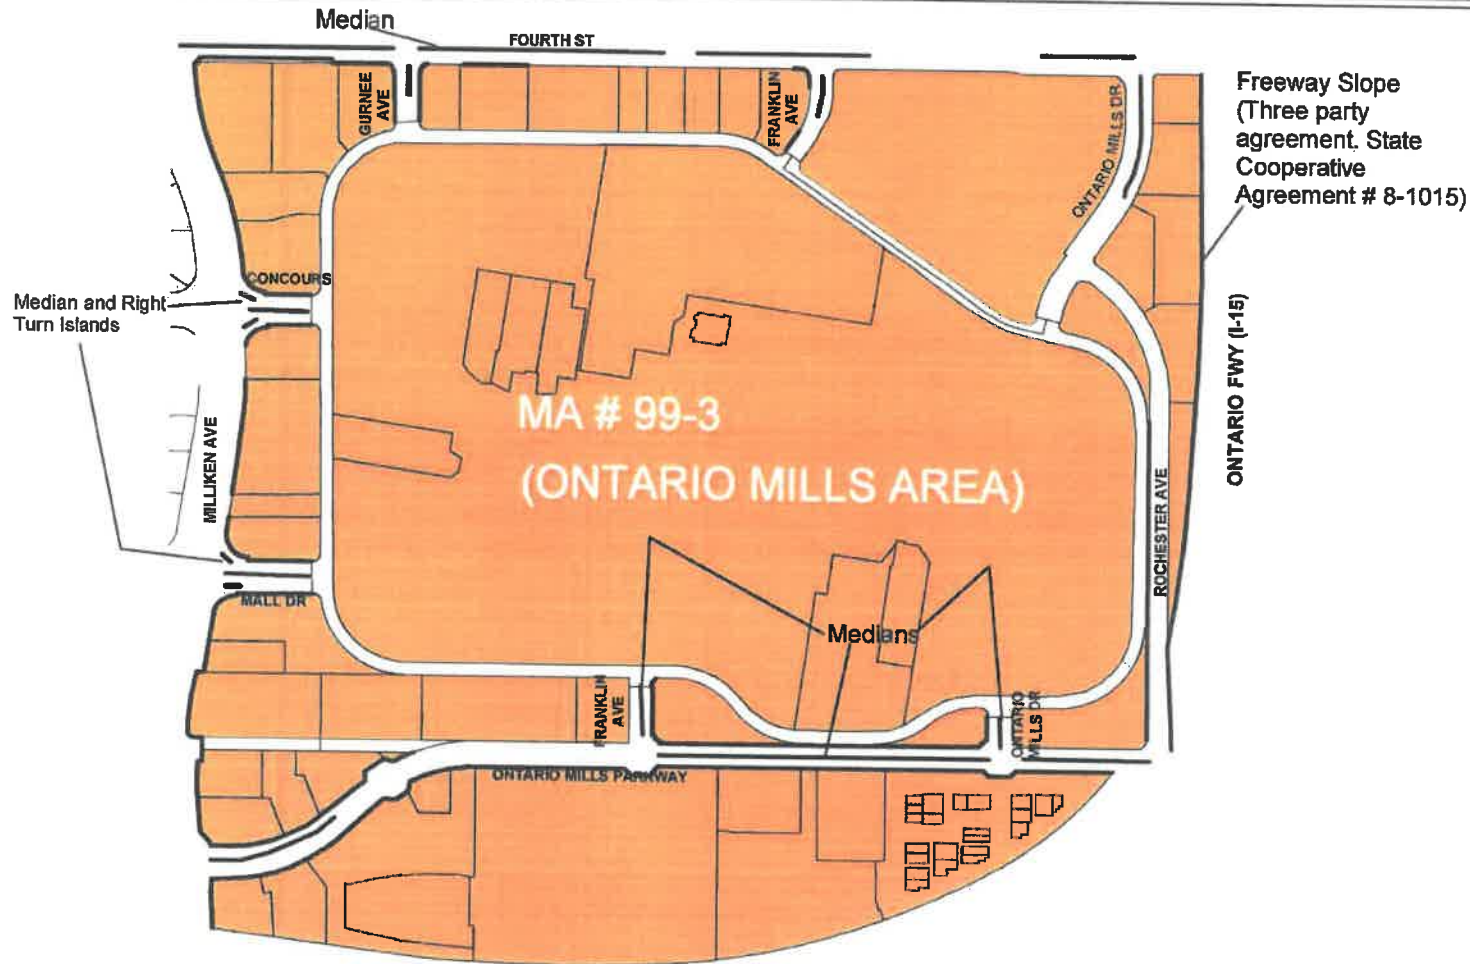 Median
FOURTH ST
GURNEE
AVE
FRANKLIN
AVE
ONTARIO MILLS DR
Freeway Slope
(Three party
agreement. State
Cooperative
Agreement # 8-1015)
CONCOURS
Median and Right
Turn Islands
ONTARIO FWY (I-15)
MILLIKEN AVE
MA # 99-3
(ONTARIO MILLS AREA)
ROCHESTER AVE
MALL DR
Medians
FRANKLIN
AVE
ONTARIO
MILLS DR
ONTARIO MILLS PARKWAY